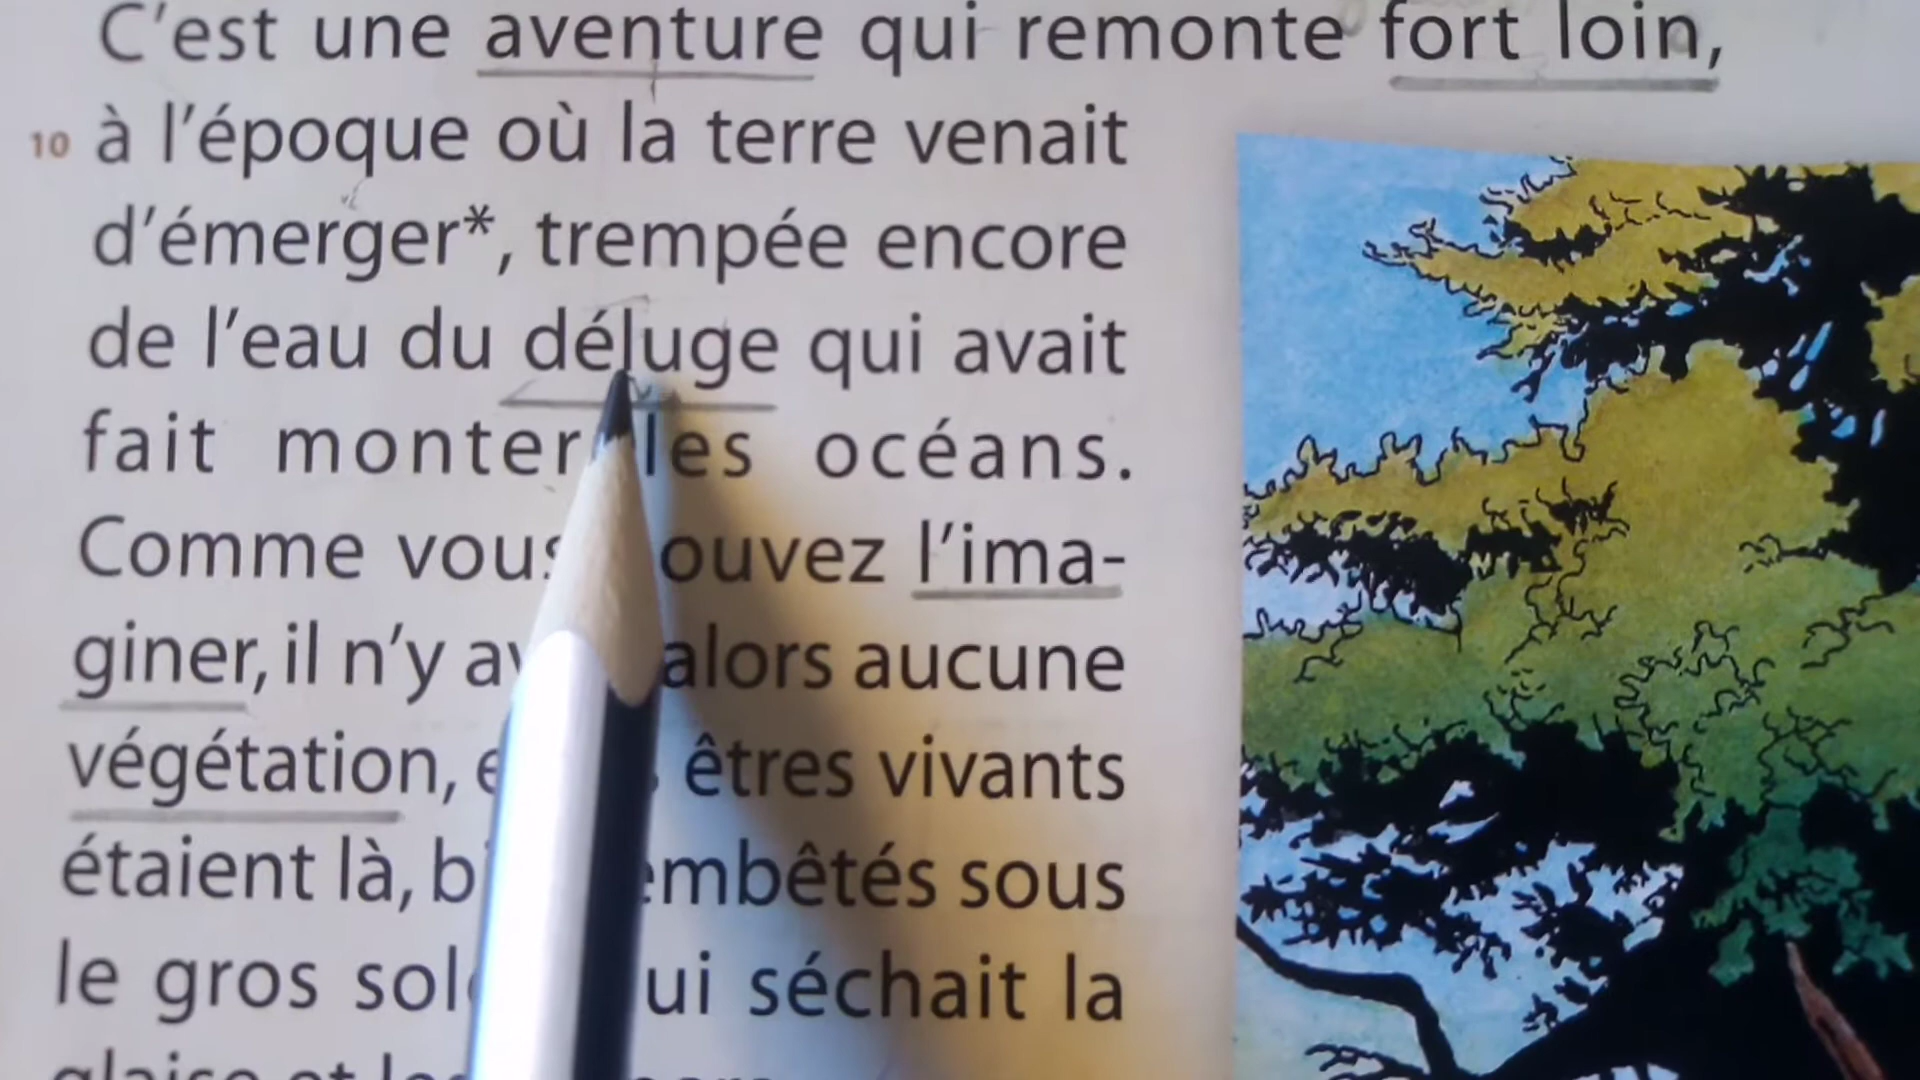 C'est une aventure qui remonte fort loin,
10 à l'époque où la terre venait
d'émerger*, trempée encore
de l'eau du déluge qui avait
fait monter les océans.
Comme vous ouvez l'ima-
giner, il n'y alors aucune
végétation, êtres vivants
étaient là, embêtés sous
le gros séchait la
glaise et